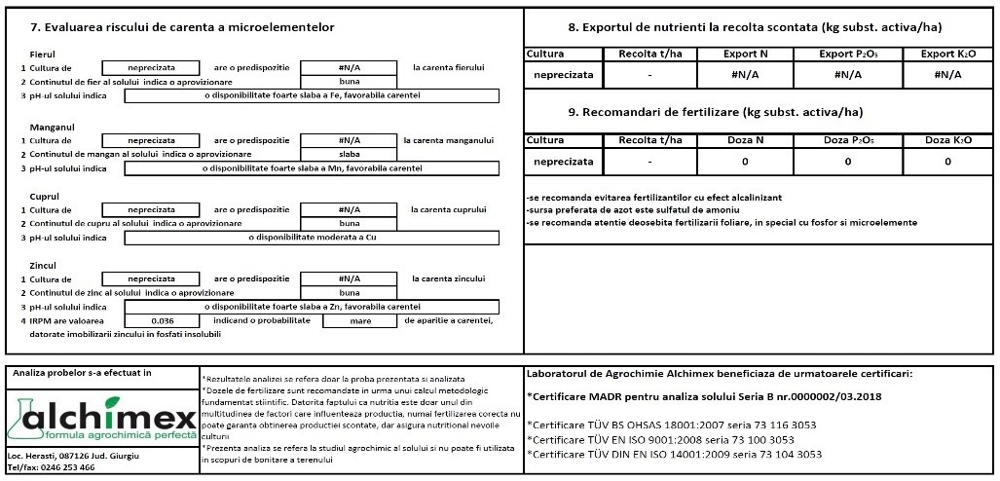 7. Evaluarea riscului de carenta a microelementelor
Fierul
1 Cultura de neprecizata are o predispozitie #N/A la carenta fierului
2 Continutul de fier al solului indica o aprovizionare buna
3 pH-ul solului indica o disponibilitate foarte slaba a Fe, favorabila carentei
Manganul
1 Cultura de neprecizata are o predispozitie #N/A la carenta manganului
2 Continutul de mangan al solului indica o aprovizionare slaba
3 pH-ul solului indica o disponibilitate foarte slaba a Mn, favorabila carentei
Cuprul
1 Cultura de neprecizata are o predispozitie #N/A la carenta cuprului
2 Continutul de cupru al solului indica o aprovizionare buna
3 pH-ul solului indica o disponibilitate moderata a Cu
Zincul
1 Cultura de neprecizata are o predispozitie #N/A la carenta zincului
2 Continutul de zinc al solului indica o aprovizionare buna
3 pH-ul solului indica o disponibilitate foarte slaba a Zn, favorabila carentei
4 IRPM are valoarea 0.036 indicand o probabilitate mare de aparitie a carentei,
datorate imobilizarii zincului in fosfati insolubili
8. Exportul de nutrienti la recolta scontata (kg subst. activa/ha)
Cultura Recolta t/ha Export N Export P₂O₅ Export K₂O
neprecizata - #N/A #N/A #N/A
9. Recomandari de fertilizare (kg subst. activa/ha)
Cultura Recolta t/ha Doza N Doza P₂O₅ Doza K₂O
neprecizata - 0 0 0
-se recomanda evitarea fertilizantilor cu efect alcalinizant
-sursa preferata de azot este sulfatul de amoniu
-se recomanda atentie deosebita fertilizarii foliare, in special cu fosfor si microelemente
Analiza probelor s-a efectuat in
alchimex
formula agrochimică perfectă
Loc. Herasti, 087126 Jud. Giurgiu
Tel/fax: 0246 253 466
*Rezultatele analizei se refera doar la proba prezentata si analizata
*Dozele de fertilizare sunt recomandate in urma unui calcul metodologic
fundamentat stiintific. Datorita faptului ca nutritia este doar unul din
multitudinea de factori care influenteaza productia, numai fertilizarea corecta nu
poate garanta obtinerea productiei scontate, dar asigura nutritional nevoile
culturii
*Prezenta analiza se refera la studiul agrochimic al solului si nu poate fi utilizata
in scopuri de bonitare a terenului
Laboratorul de Agrochimie Alchimex beneficiaza de urmatoarele certificari:
*Certificare MADR pentru analiza solului Seria B nr.0000002/03.2018
*Certificare TÜV BS OHSAS 18001:2007 seria 73 116 3053
*Certificare TÜV EN ISO 9001:2008 seria 73 100 3053
*Certificare TÜV DIN EN ISO 14001:2009 seria 73 104 3053